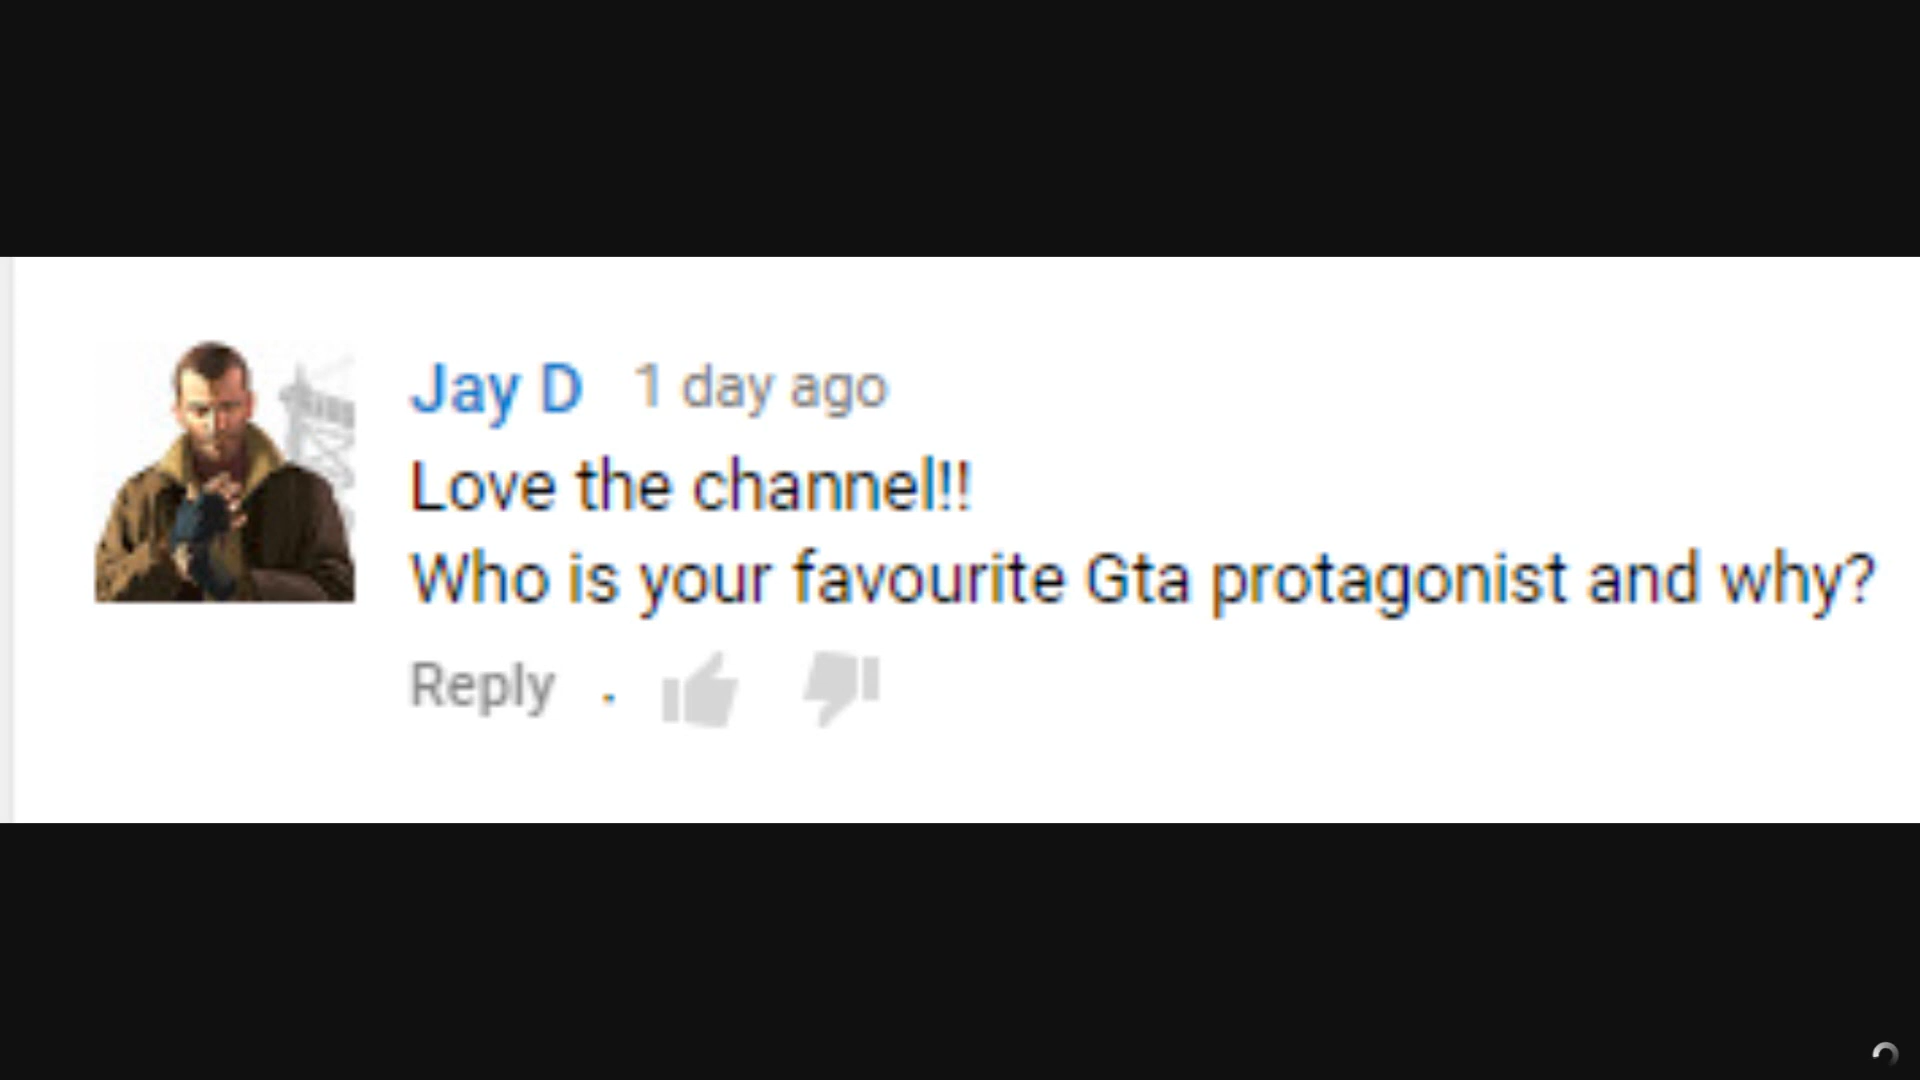 Jay D 1 day ago
Love the channel!!
Who is your favourite Gta protagonist and why?
Reply